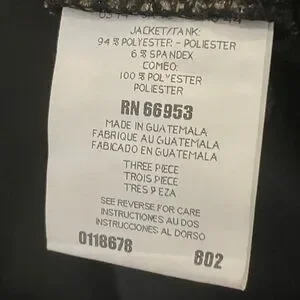 JACKET/TANK:
94 % POLYESTER - POLIESTER
6 % SPANDEX
COMBO:
100 % POLYESTER
POLIESTER
RN 66953
MADE IN GUATEMALA
FABRIQUE AU GUATEMALA
FABICADO EN GUATEMALA
THREE PIECE
TROIS PIECE
TRES PEZA
SEE REVERSE FOR CARE
INSTRUCTIONES AU DOS
INSTRUCCIONES AL DORSO
0118678 802